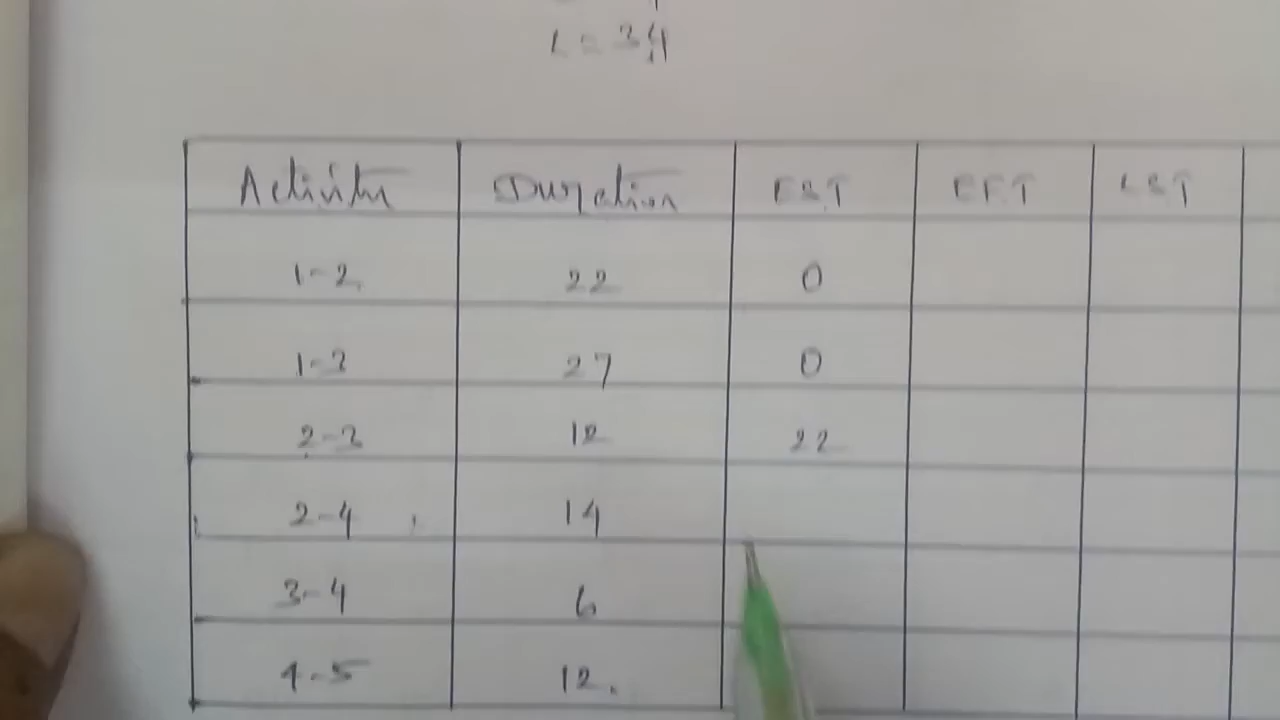 L = 34
Activity Duration EST EFT LST
1-2 22 0
1-3 27 0
2-3 12 22
2-4 14
3-4 6
4-5 12.